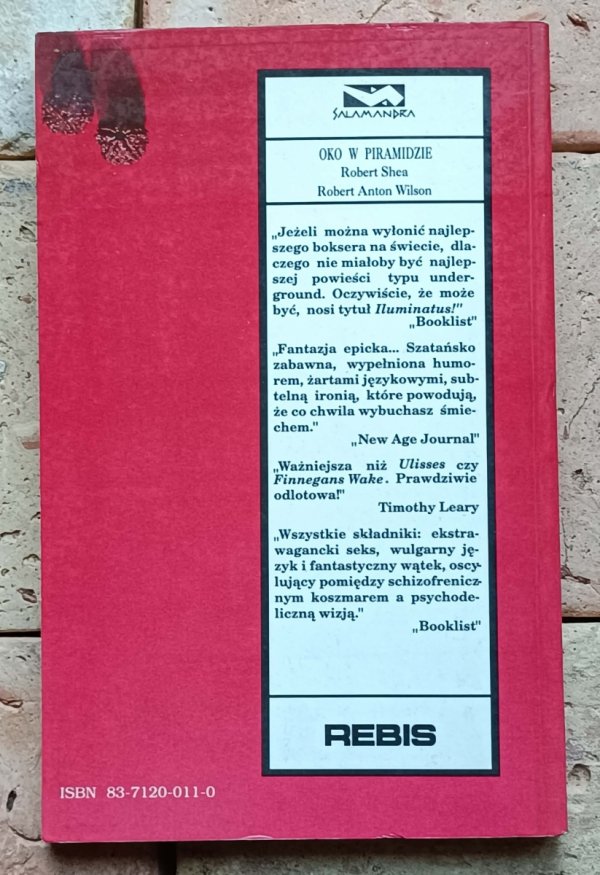 SALAMANDRA
OKO W PIRAMIDZIE
Robert Shea
Robert Anton Wilson
„Jeżeli można wyłonić najlep-
szego boksera na świecie, dla-
czego nie miałoby być najlep-
szej powieści typu under-
ground. Oczywiście, że może
być, nosi tytuł Iluminatus!"
„Booklist"
„Fantazja epicka... Szatańsko
zabawna, wypełniona humo-
rem, żartami językowymi, sub-
telną ironią, które powodują,
że co chwila wybuchasz śmie-
chem."
„New Age Journal"
„Ważniejsza niż Ulisses czy
Finnegans Wake. Prawdziwie
odlotowa!"
Timothy Leary
„Wszystkie składniki: ekstra-
wagancki seks, wulgarny ję-
zyk i fantastyczny wątek, oscy-
lujący pomiędzy schizofrenicz-
nym koszmarem a psychode-
liczną wizją."
„Booklist"
REBIS
ISBN 83-7120-011-0